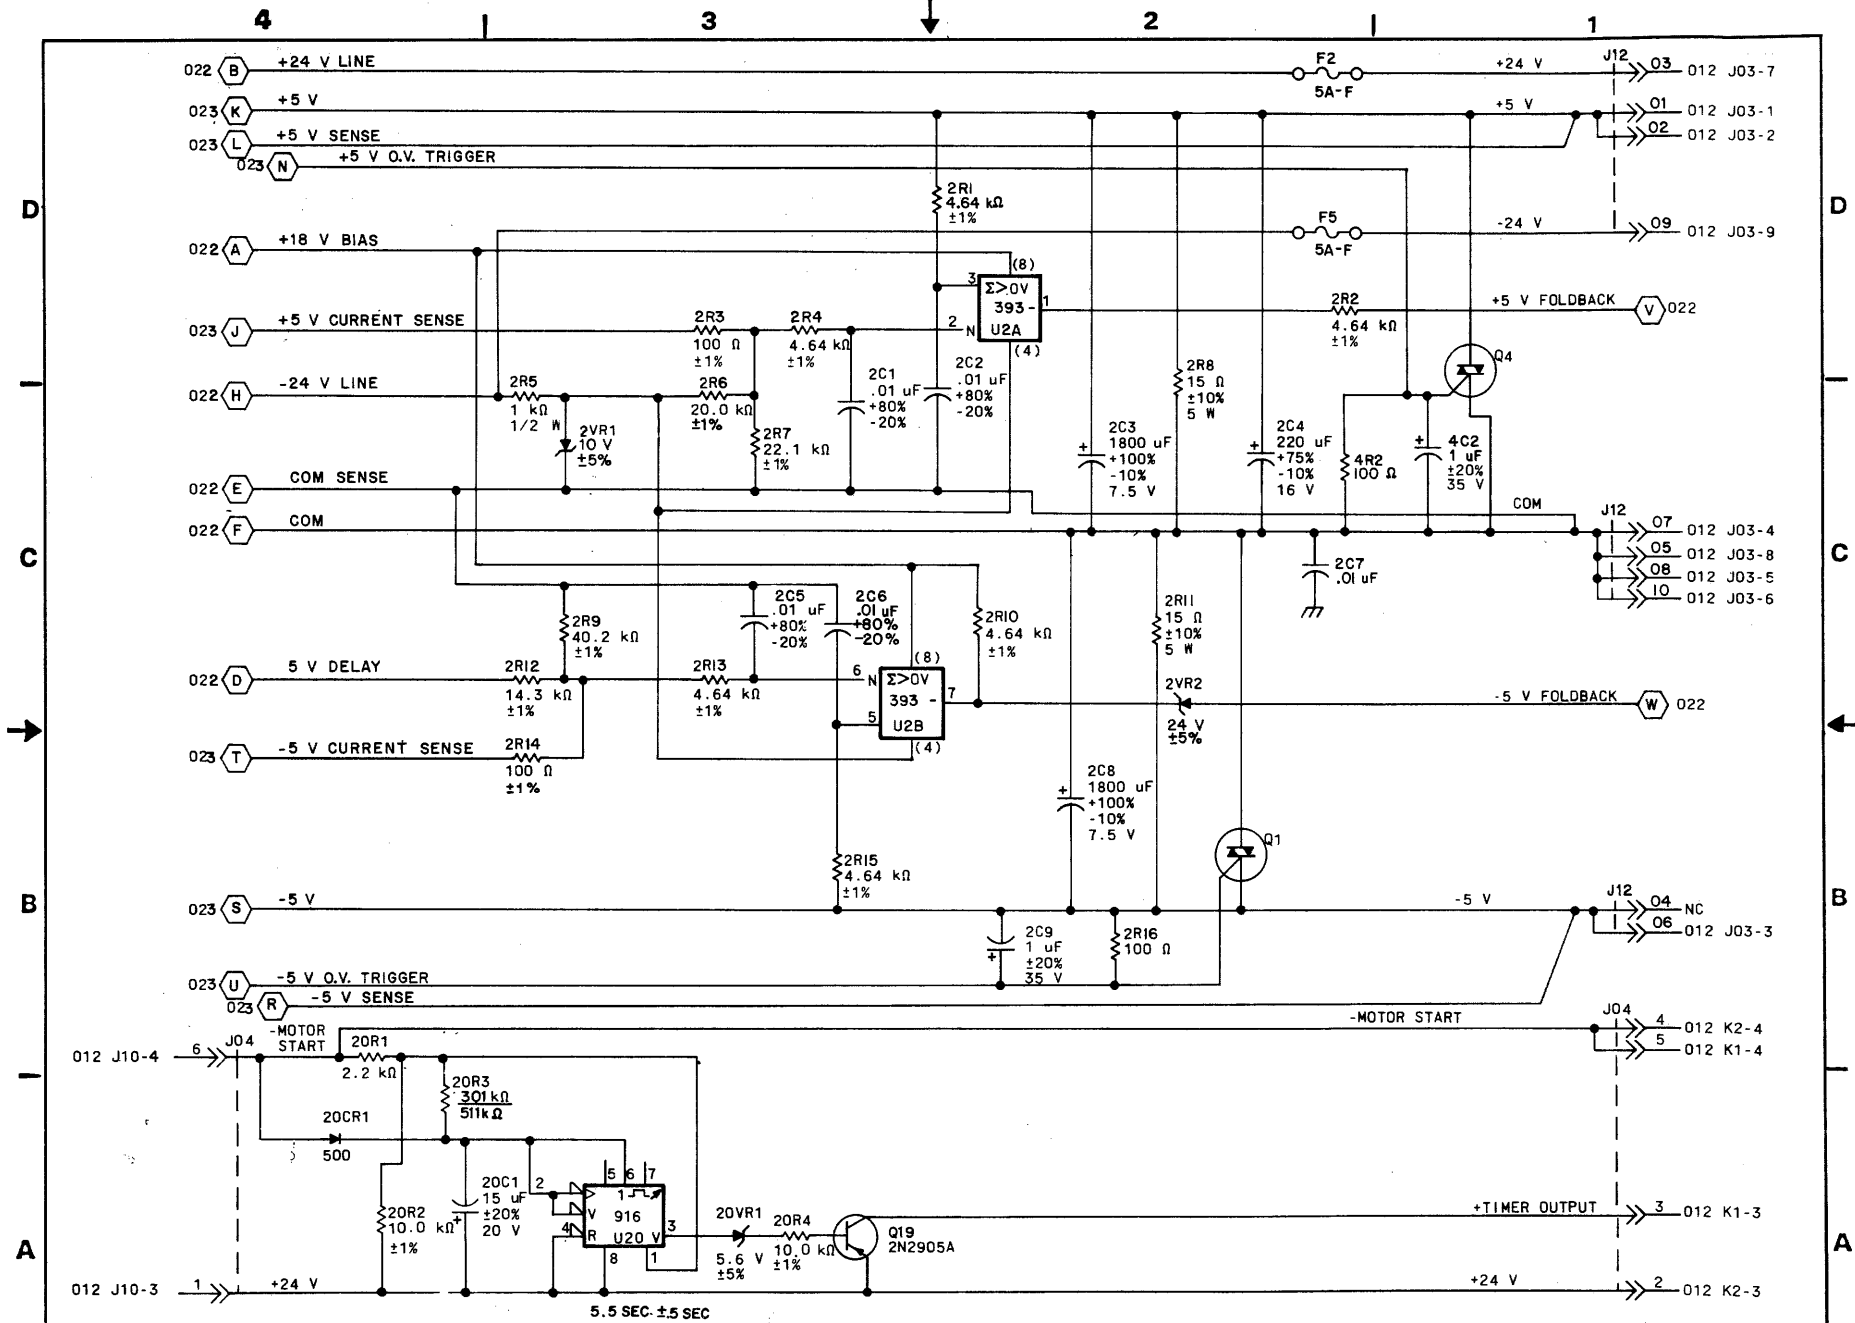 4 3 2 1
022 B +24 V LINE F2 5A-F +24 V J12 03 012 J03-7
023 K +5 V +5 V 01 012 J03-1
02 012 J03-2
023 L +5 V SENSE
023 N +5 V O.V. TRIGGER
D D
2R1
4.64 kΩ
±1%
F5 5A-F -24 V 09 012 J03-9
022 A +18 V BIAS
(8)
3 Σ>0V
393 - 1
2 N U2A
(4)
2R2
4.64 kΩ
±1%
+5 V FOLDBACK V 022
023 J +5 V CURRENT SENSE
2R3
100 Ω
±1%
2R4
4.64 kΩ
±1%
Q4
022 H -24 V LINE
2R5
1 kΩ
1/2 W
2VR1
10 V
±5%
2R6
20.0 kΩ
±1%
2R7
22.1 kΩ
±1%
2C1
.01 uF
+80%
-20%
2C2
.01 uF
+80%
-20%
2R8
15 Ω
±10%
5 W
2C3
1800 uF
+100%
-10%
7.5 V
2C4
220 uF
+75%
-10%
16 V
4R2
100 Ω
4C2
1 uF
±20%
35 V
022 E COM SENSE
022 F COM
COM
J12
07 012 J03-4
05 012 J03-8
08 012 J03-5
10 012 J03-6
C C
2C7
.01 uF
2R9
40.2 kΩ
±1%
2C5
.01 uF
+80%
-20%
2C6
.01 uF
+80%
-20%
2R10
4.64 kΩ
±1%
2R11
15 Ω
±10%
5 W
022 D 5 V DELAY
2R12
14.3 kΩ
±1%
2R13
4.64 kΩ
±1%
(8)
6 N Σ>0V
393 - 7
5 U2B
(4)
2VR2
24 V
±5%
-5 V FOLDBACK W 022
023 T -5 V CURRENT SENSE
2R14
100 Ω
±1%
2C8
1800 uF
+100%
-10%
7.5 V
Q1
2R15
4.64 kΩ
±1%
B B
023 S -5 V -5 V J12 04 NC
06 012 J03-3
2C9
1 uF
±20%
35 V
2R16
100 Ω
023 U -5 V O.V. TRIGGER
023 R -5 V SENSE
-MOTOR START
-MOTOR START
J04
4 012 K2-4
5 012 K1-4
012 J10-4 6 J04
20R1
2.2 kΩ
20R3
301 kΩ
511 kΩ
20CR1
500
20R2
10.0 kΩ
±1%
20C1
15 uF
±20%
20 V
5 6 7
2 1
V 916
4 R U20 V 3
8 1
20VR1
5.6 V
±5%
20R4
10.0 kΩ
±1%
Q19
2N2905A
+TIMER OUTPUT 3 012 K1-3
A A
012 J10-3 1 +24 V +24 V 2 012 K2-3
5.5 SEC. ±.5 SEC